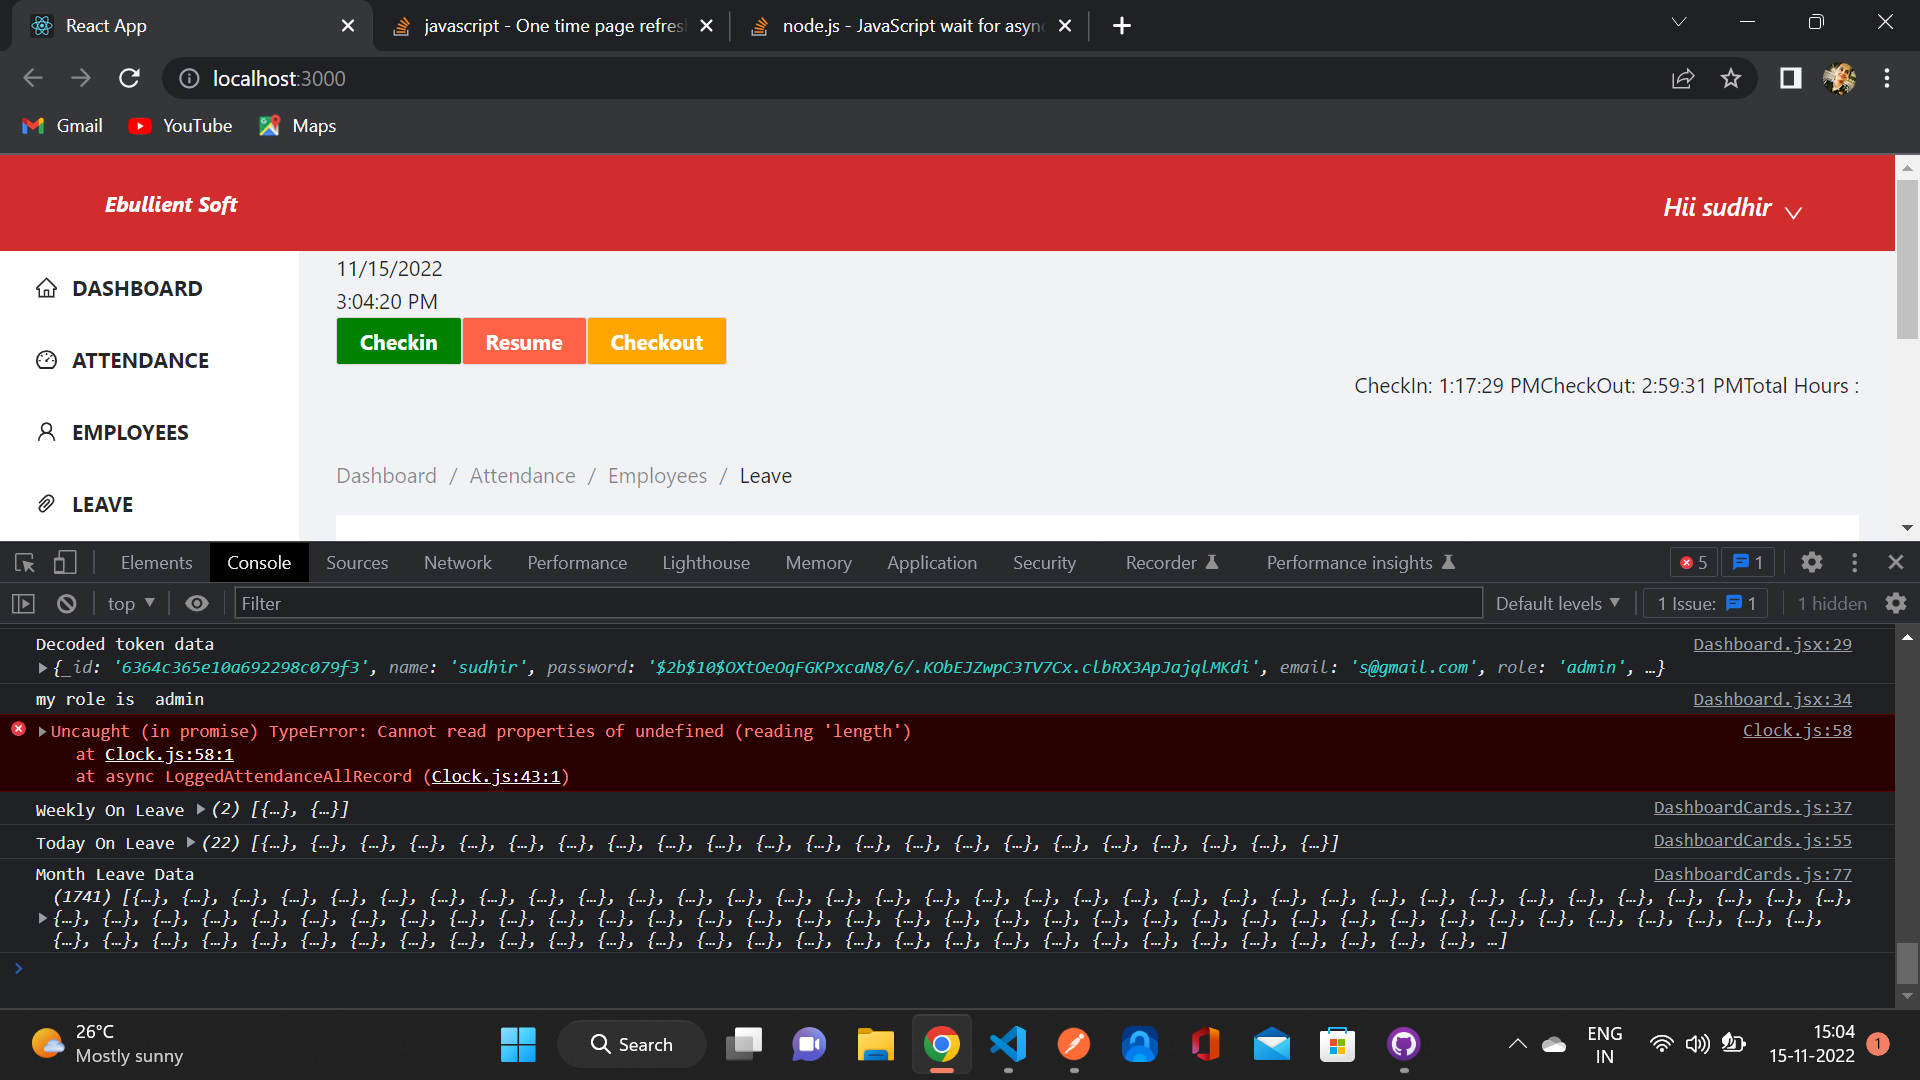 React App
javascript - One time page refres
node.js - JavaScript wait for async
localhost:3000
Gmail YouTube Maps
Ebullient Soft
Hii sudhir
DASHBOARD
ATTENDANCE
EMPLOYEES
LEAVE
11/15/2022
3:04:20 PM
Checkin Resume Checkout
CheckIn: 1:17:29 PMCheckOut: 2:59:31 PMTotal Hours :
Dashboard / Attendance / Employees / Leave
Elements Console Sources Network Performance Lighthouse Memory Application Security Recorder Performance insights 5 1
top Filter Default levels 1 Issue: 1 1 hidden
Decoded token data Dashboard.jsx:29
{_id: '6364c365e10a692298c079f3', name: 'sudhir', password: '$2b$10$OXtOeOqFGKPxcaN8/6/.KObEJZwpC3TV7Cx.clbRX3ApJajqlMKdi', email: 's@gmail.com', role: 'admin', …}
my role is admin Dashboard.jsx:34
Uncaught (in promise) TypeError: Cannot read properties of undefined (reading 'length') Clock.js:58
at Clock.js:58:1
at async LoggedAttendanceAllRecord (Clock.js:43:1)
Weekly On Leave (2) [{…}, {…}] DashboardCards.js:37
Today On Leave (22) [{…}, {…}, {…}, {…}, {…}, {…}, {…}, {…}, {…}, {…}, {…}, {…}, {…}, {…}, {…}, {…}, {…}, {…}, {…}, {…}, {…}, {…}] DashboardCards.js:55
Month Leave Data DashboardCards.js:77
(1741) [{…}, {…}, {…}, {…}, {…}, {…}, {…}, {…}, {…}, {…}, {…}, {…}, {…}, {…}, {…}, {…}, {…}, {…}, {…}, {…}, {…}, {…}, {…}, {…}, {…}, {…}, {…}, {…}, {…}, {…}, {…}, {…}, {…}, {…}, {…},
{…}, {…}, {…}, {…}, {…}, {…}, {…}, {…}, {…}, {…}, {…}, {…}, {…}, {…}, {…}, {…}, {…}, {…}, {…}, {…}, {…}, {…}, {…}, {…}, {…}, {…}, {…}, {…}, {…}, {…}, {…}, {…}, {…}, {…}, {…}, {…},
{…}, {…}, {…}, {…}, {…}, {…}, {…}, {…}, {…}, {…}, {…}, {…}, {…}, {…}, {…}, {…}, {…}, {…}, {…}, {…}, {…}, {…}, {…}, {…}, {…}, {…}, {…}, {…}, {…}, …]
26°C
Mostly sunny
Search
ENG
IN
15:04
15-11-2022
1